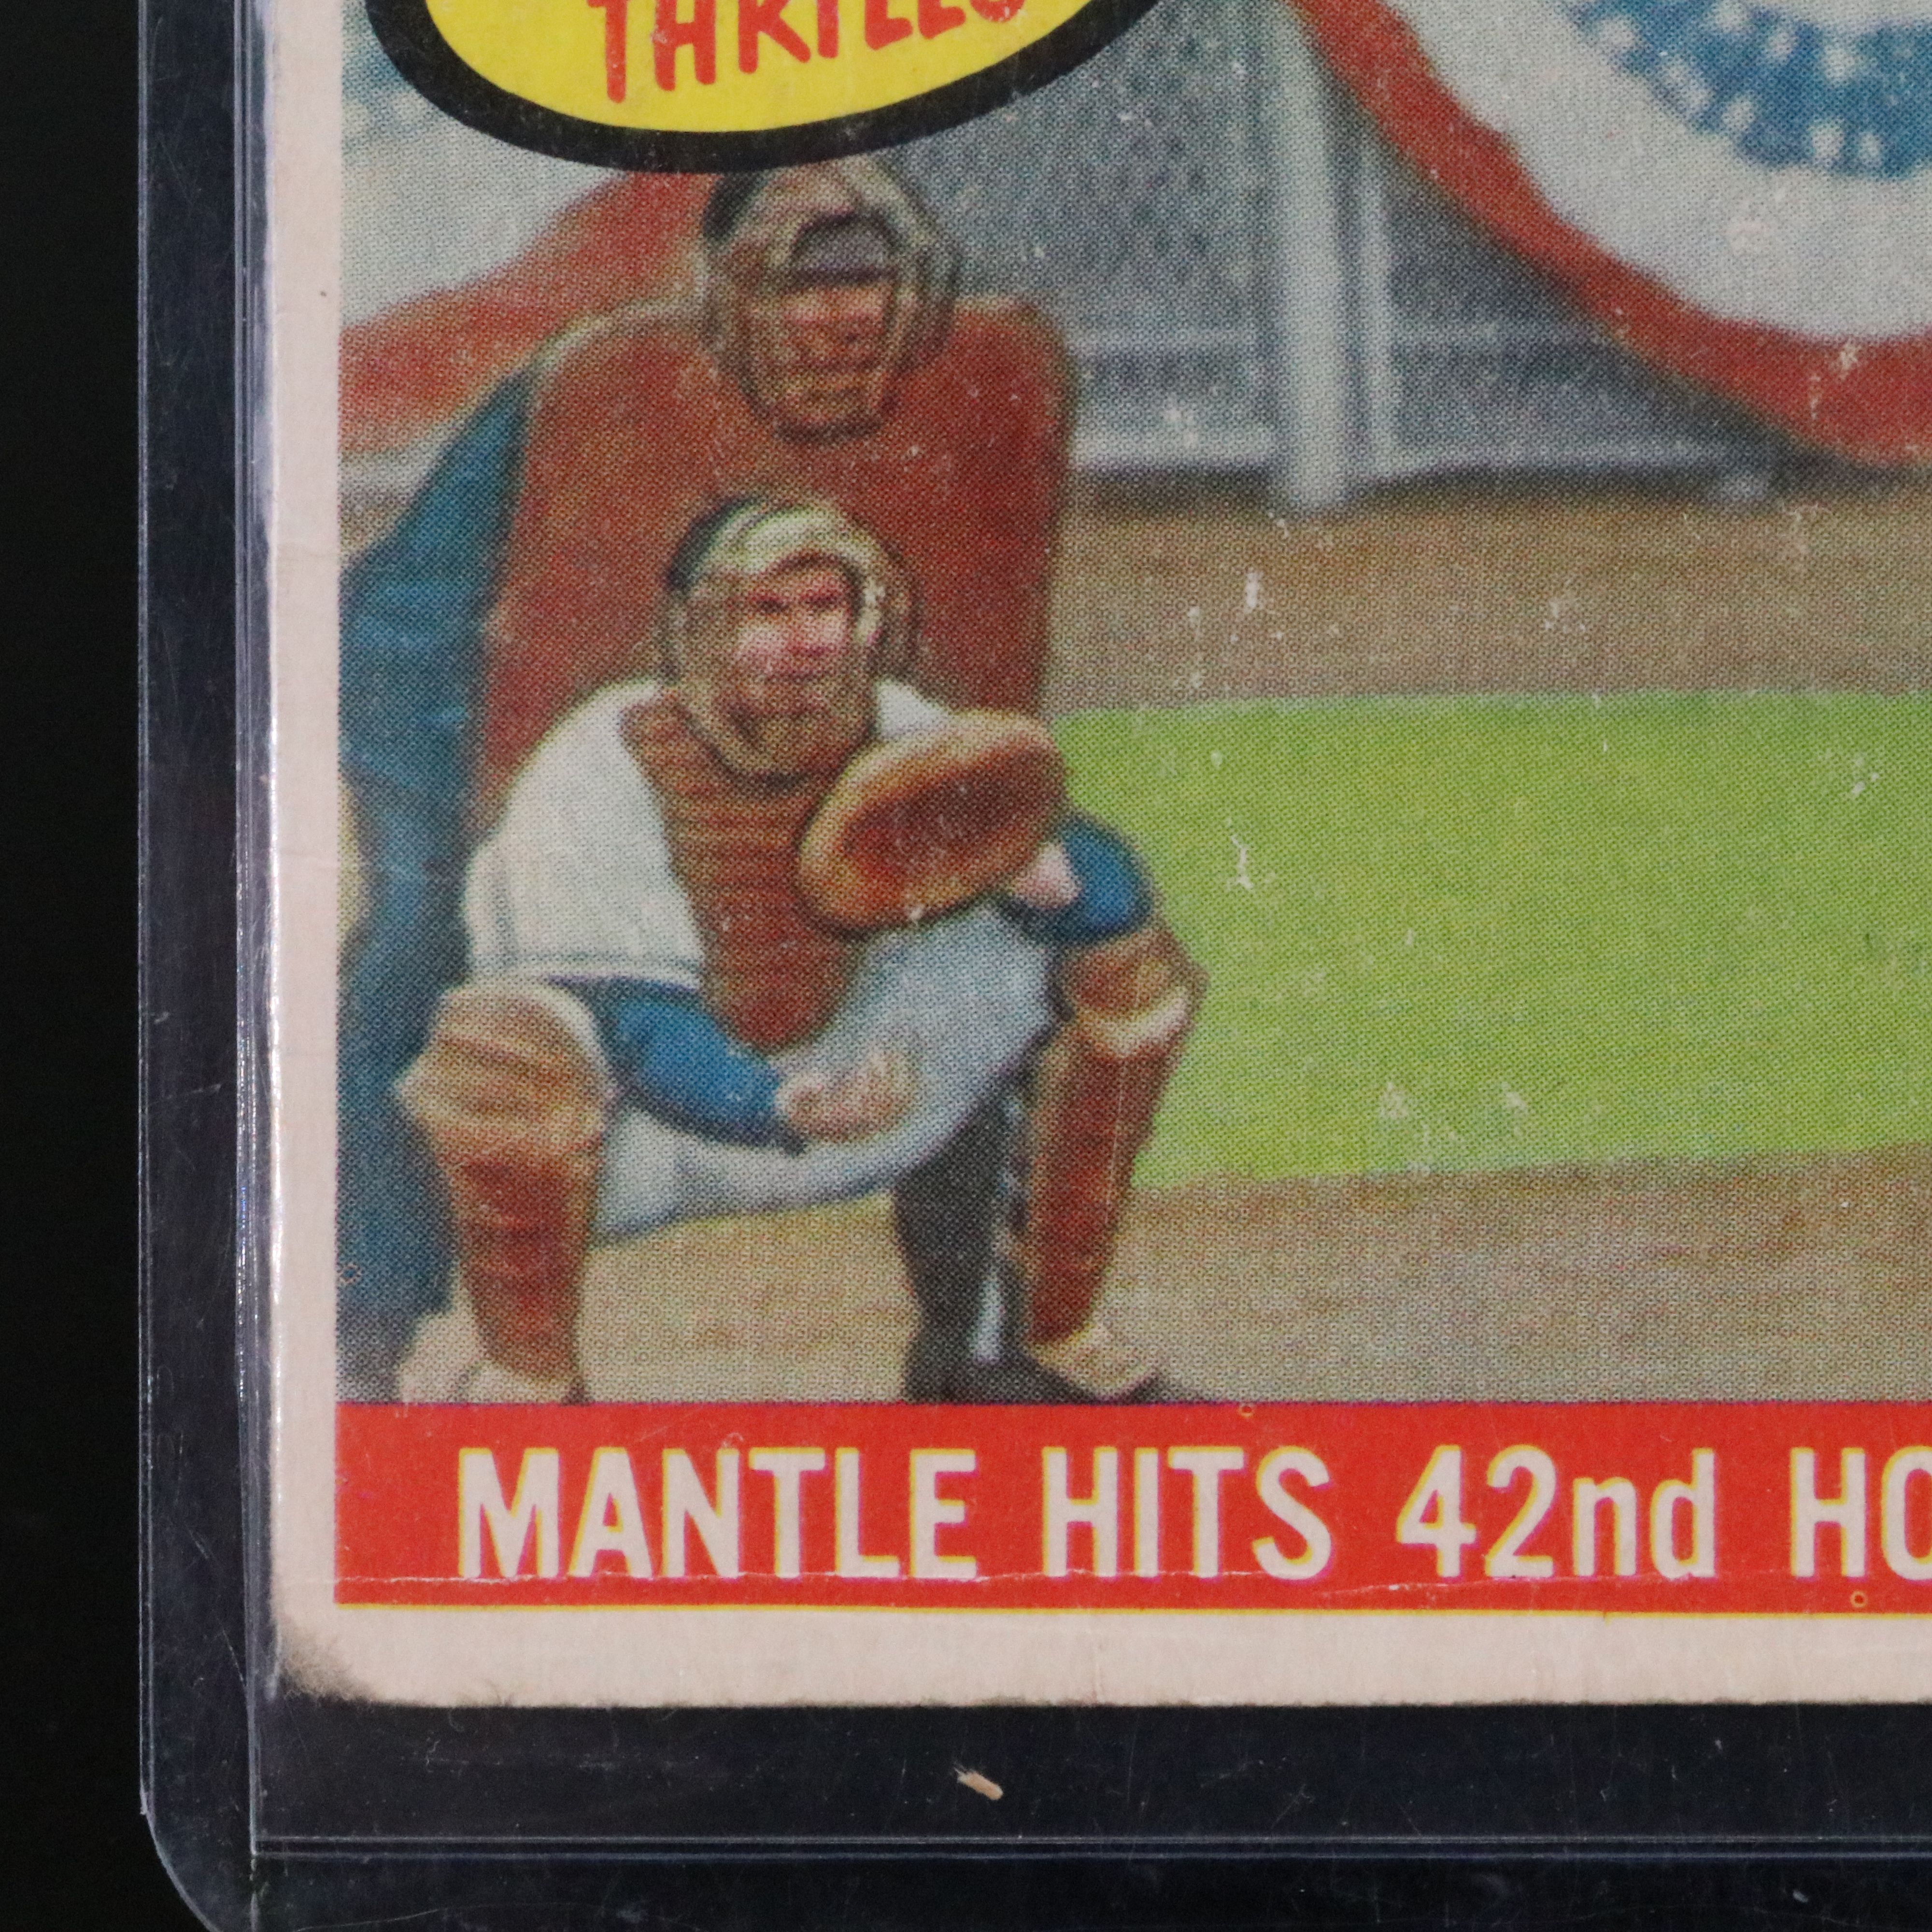 THRILLS
MANTLE HITS 42nd HO